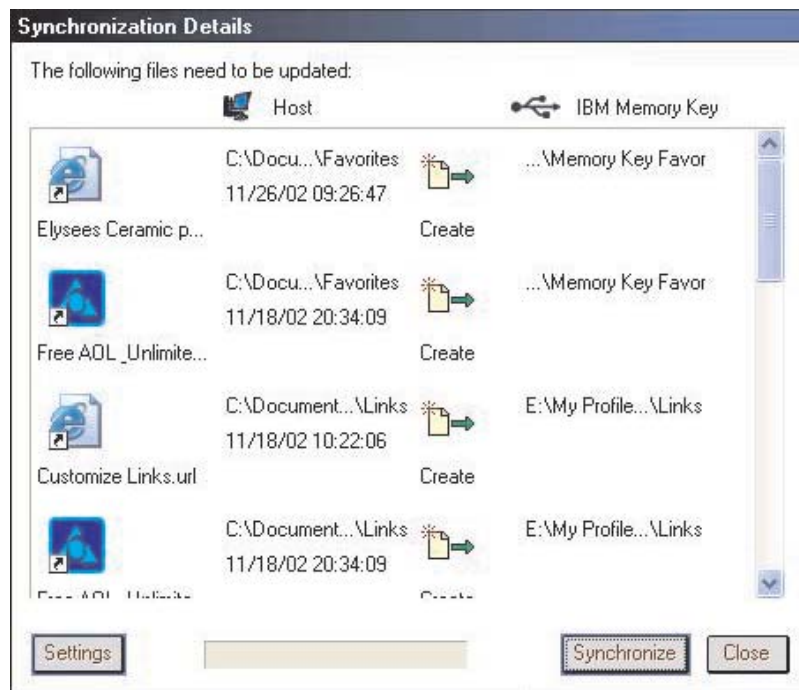 Synchronization Details
The following files need to be updated:
Host
IBM Memory Key
C:\Docu...\Favorites
...\Memory Key Favor
11/26/02 09:26:47
Elysees Ceramic p...
Create
C:\Docu...\Favorites
...\Memory Key Favor
11/18/02 20:34:09
Free AOL _Unlimite...
Create
C:\Document...\Links
E:\My Profile...\Links
11/18/02 10:22:06
Customize Links.url
Create
C:\Document...\Links
E:\My Profile...\Links
11/18/02 20:34:09
Free AOL
Create
Settings
Synchronize
Close